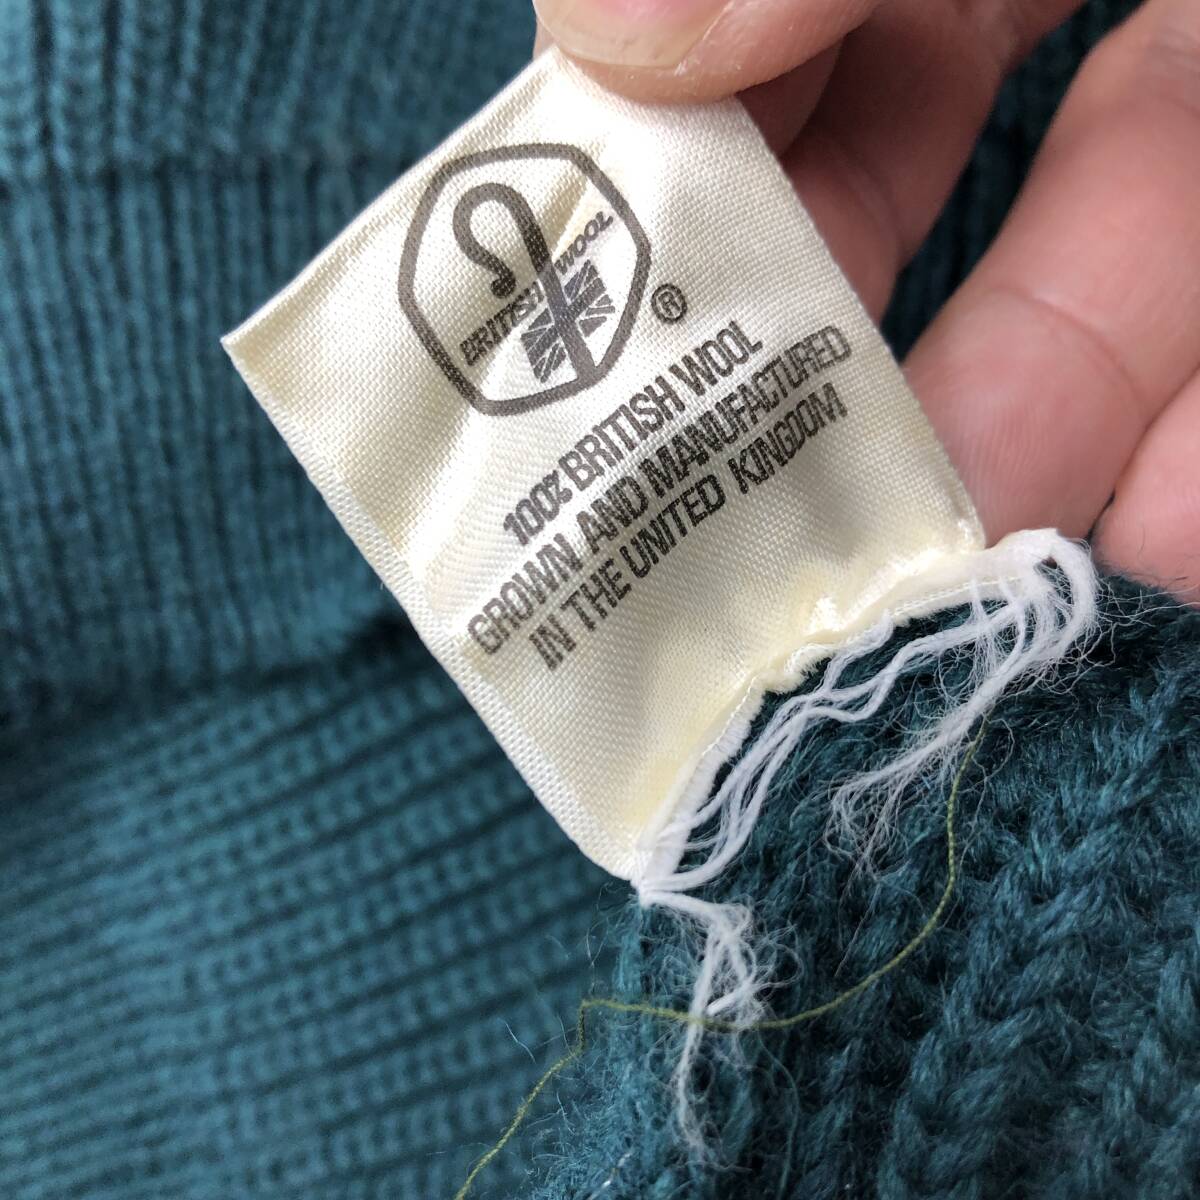 BRITISH WOOL
®
100% BRITISH WOOL
GROWN AND MANUFACTURED
IN THE UNITED KINGDOM